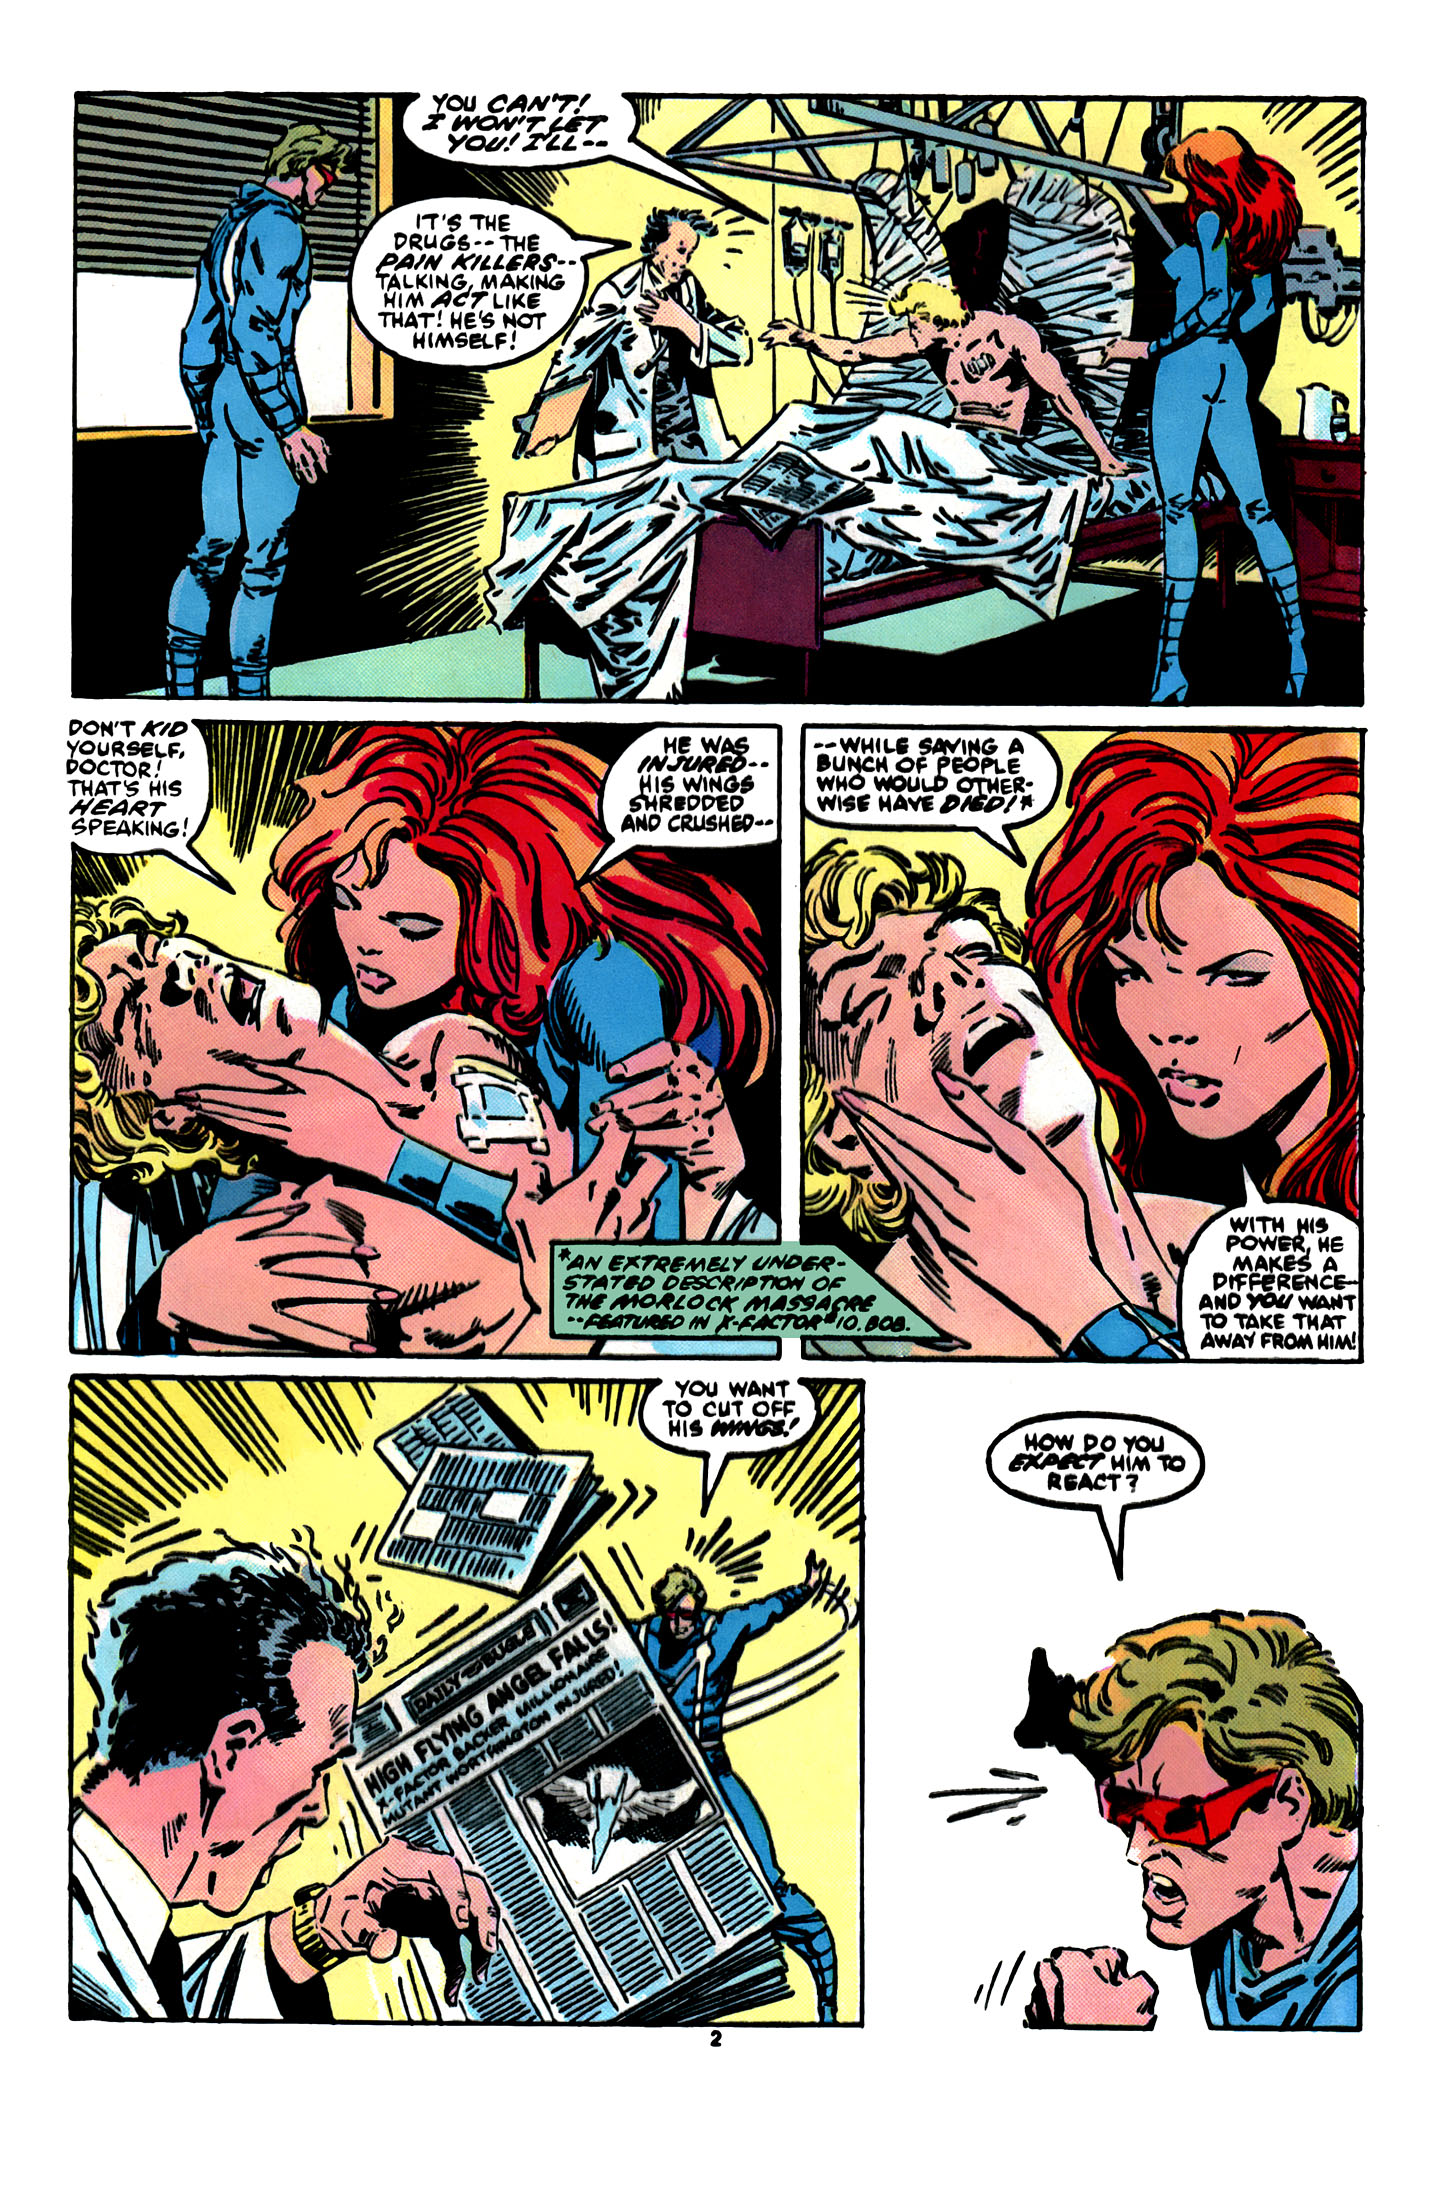 YOU CAN'T!
I WON'T LET
YOU! I'LL--
IT'S THE
DRUGS-- THE
PAIN KILLERS--
TALKING, MAKING
HIM ACT LIKE
THAT! HE'S NOT
HIMSELF!
DON'T KID
YOURSELF,
DOCTOR!
THAT'S HIS
HEART
SPEAKING!
HE WAS
INJURED--
HIS WINGS
SHREDDED
AND CRUSHED--
*AN EXTREMELY UNDER-
STATED DESCRIPTION OF
THE MORLOCK MASSACRE
--FEATURED IN X-FACTOR #10. BOB.
--WHILE SAVING A
BUNCH OF PEOPLE
WHO WOULD OTHER-
WISE HAVE DIED!*
WITH HIS
POWER, HE
MAKES A
DIFFERENCE--
AND YOU WANT
TO TAKE THAT
AWAY FROM HIM!
YOU WANT
TO CUT OFF
HIS WINGS!
DAILY BUGLE
HIGH FLYING ANGEL FALLS!
X-FACTOR BACKER, MILLIONAIRE
MUTANT WORTHINGTON INJURED!
HOW DO YOU
EXPECT HIM TO
REACT?
2